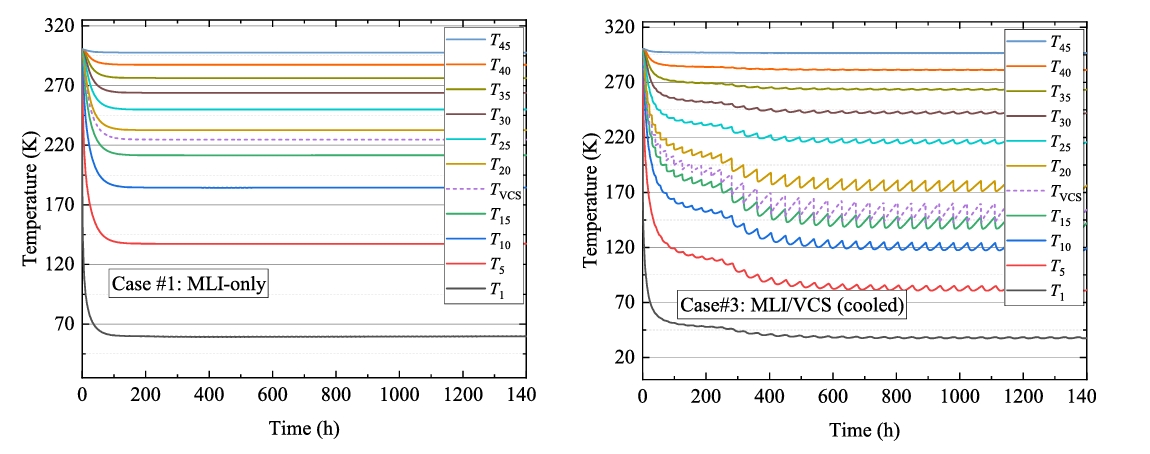 320
270
220
170
120
70
Temperature (K)
0
200
400
600
800
1000
1200
140
Time (h)
Case #1: MLI-only
T45
T40
T35
T30
T25
T20
TVCS
T15
T10
T5
T1
320
270
220
170
120
70
20
Temperature (K)
0
200
400
600
800
1000
1200
140
Time (h)
Case#3: MLI/VCS (cooled)
T45
T40
T35
T30
T25
T20
TVCS
T15
T10
T5
T1